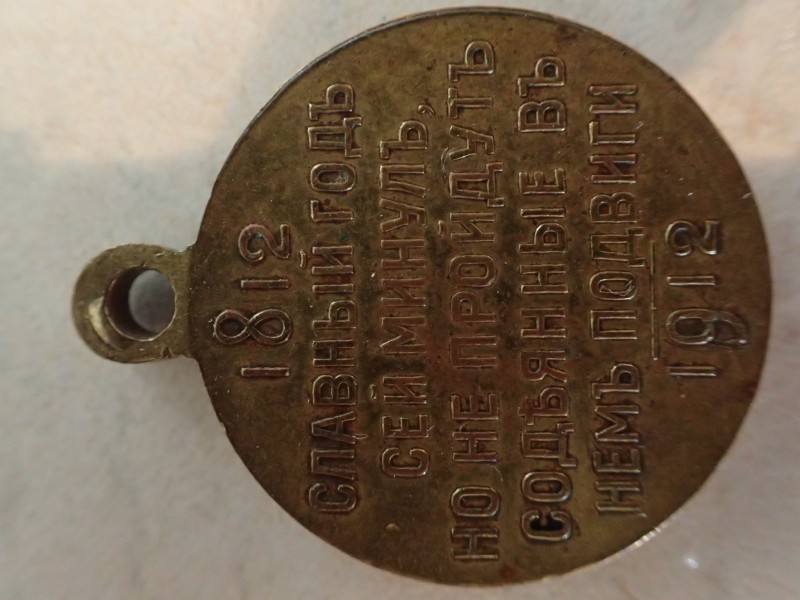 1812
СЛАВНЫЙ ГОДЪ
СЕЙ МИНУЛЪ,
НО НЕ ПРОЙДУТЪ
СОДѢЯННЫЕ ВЪ
НЕМЪ ПОДВИГИ
1912